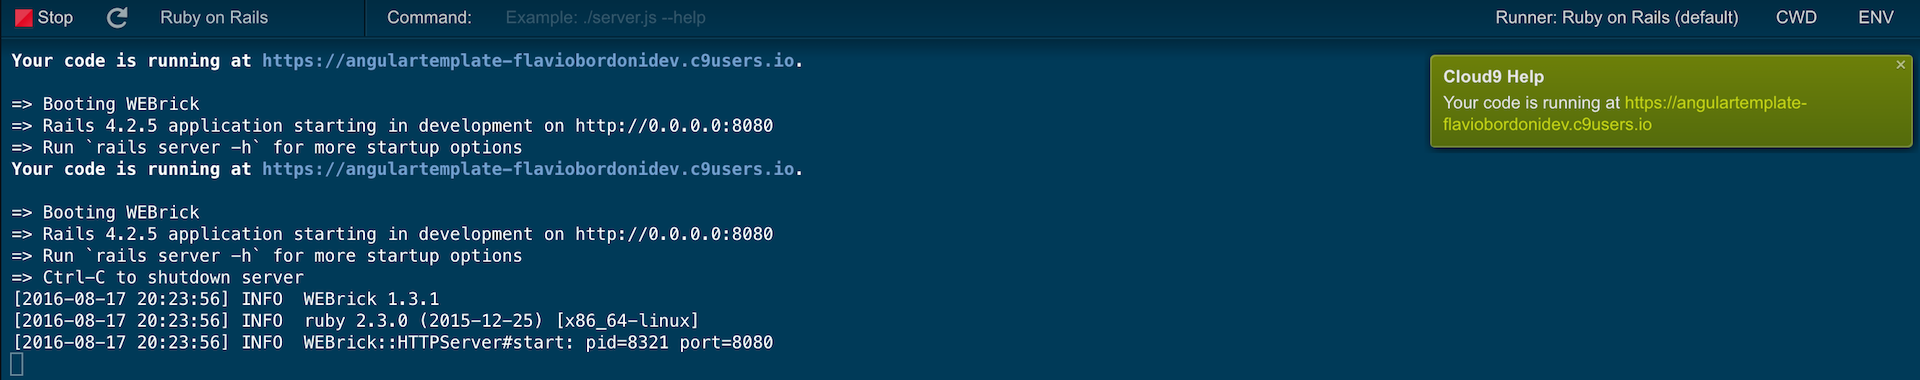 Stop Ruby on Rails Command: Example: ./server.js --help Runner: Ruby on Rails (default) CWD ENV
Your code is running at https://angulartemplate-flaviobordonidev.c9users.io.
=> Booting WEBrick
=> Rails 4.2.5 application starting in development on http://0.0.0.0:8080
=> Run `rails server -h` for more startup options
Your code is running at https://angulartemplate-flaviobordonidev.c9users.io.
=> Booting WEBrick
=> Rails 4.2.5 application starting in development on http://0.0.0.0:8080
=> Run `rails server -h` for more startup options
=> Ctrl-C to shutdown server
[2016-08-17 20:23:56] INFO  WEBrick 1.3.1
[2016-08-17 20:23:56] INFO  ruby 2.3.0 (2015-12-25) [x86_64-linux]
[2016-08-17 20:23:56] INFO  WEBrick::HTTPServer#start: pid=8321 port=8080
Cloud9 Help
Your code is running at https://angulartemplate-
flaviobordonidev.c9users.io